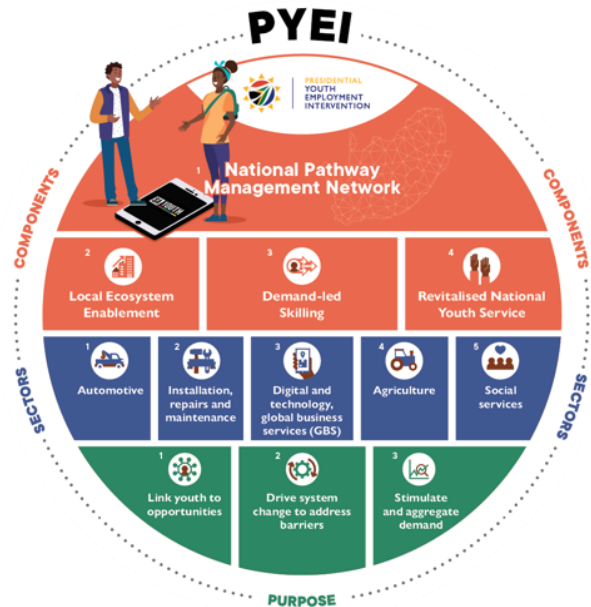 PYEI
PRESIDENTIAL
YOUTH
EMPLOYMENT
INTERVENTION
1
National Pathway
Management Network
YOUTH
COMPONENTS
COMPONENTS
2
Local Ecosystem
Enablement
3
Demand-led
Skilling
4
Revitalised National
Youth Service
SECTORS
SECTORS
1
Automotive
2
Installation,
repairs and
maintenance
3
Digital and
technology,
global business
services (GBS)
4
Agriculture
5
Social
services
1
Link youth to
opportunities
2
Drive system
change to address
barriers
3
Stimulate
and aggregate
demand
PURPOSE